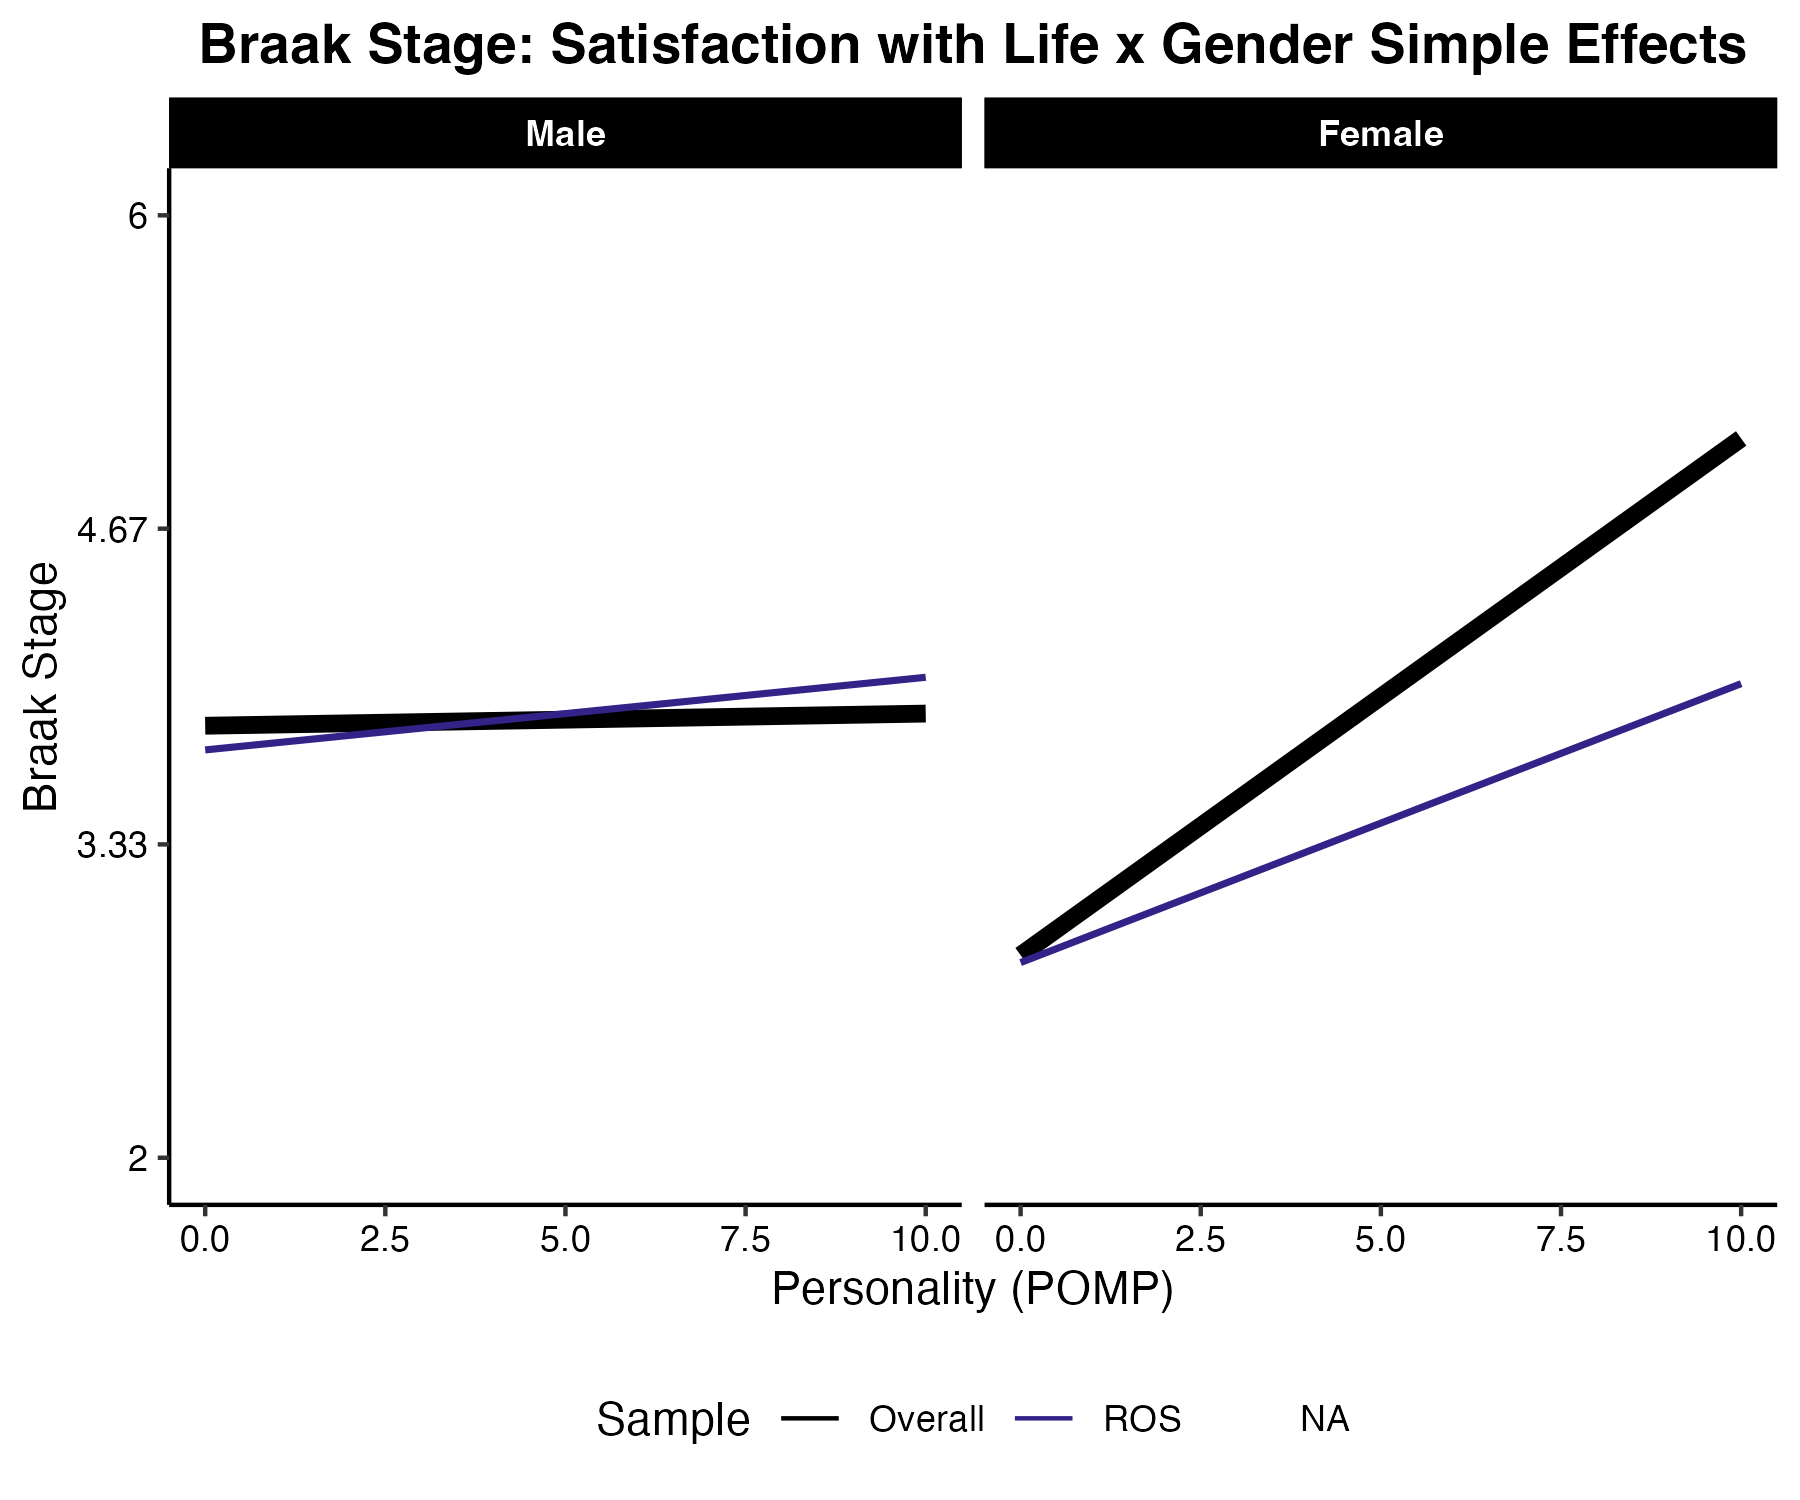 Braak Stage: Satisfaction with Life x Gender Simple Effects
Male
Female
6
4.67
3.33
2
Braak Stage
0.0 2.5 5.0 7.5 10.0
0.0 2.5 5.0 7.5 10.0
Personality (POMP)
Sample Overall ROS NA